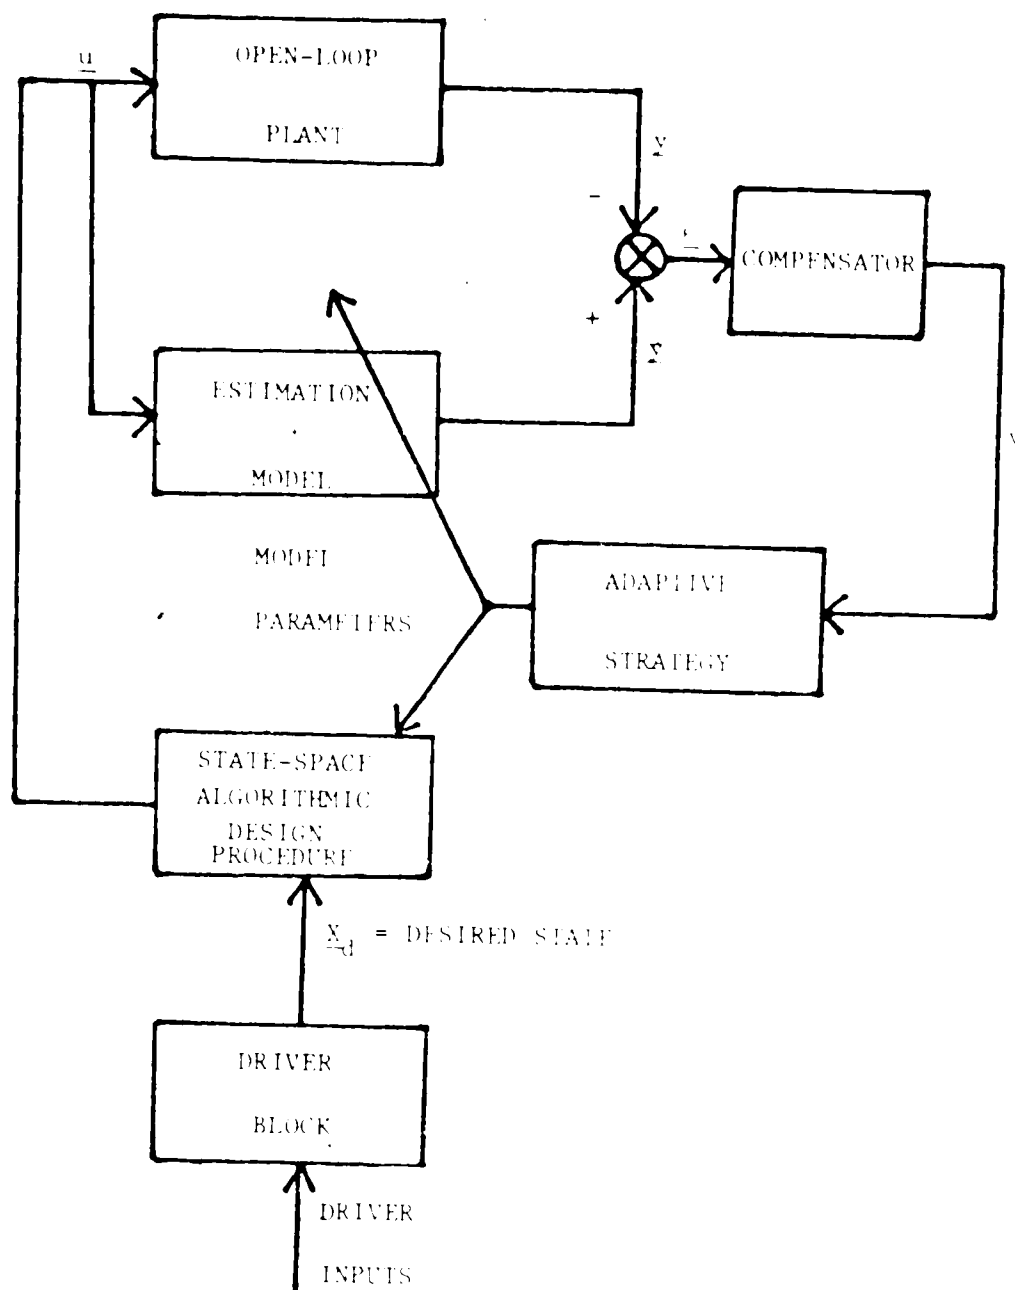 u
OPEN-LOOP
PLANT
y
-
COMPENSATOR
+
ESTIMATION
MODEL
v
MODEL
PARAMETERS
ADAPTIVE
STRATEGY
STATE-SPACE
ALGORITHMIC
DESIGN
PROCEDURE
X_d = DESIRED STATE
DRIVER
BLOCK
DRIVER
INPUTS